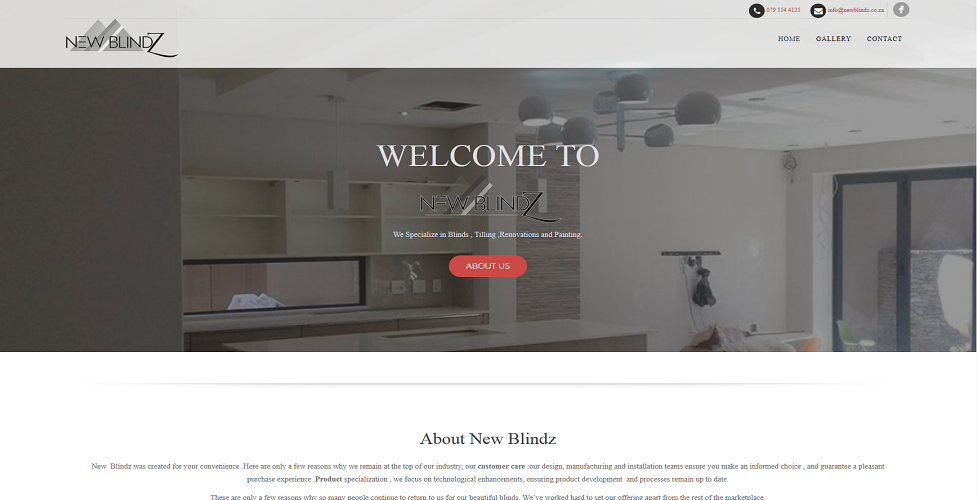 079 554 4125 info@newblindz.co.za
NEW BLINDZ
HOME GALLERY CONTACT
WELCOME TO
NEW BLINDZ
We Specialize in Blinds , Tilling ,Renovations and Painting.
ABOUT US
About New Blindz
New Blindz was created for your convenience .Here are only a few reasons why we remain at the top of our industry, our customer care :our design, manufacturing and installation teams ensure you make an informed choice , and guarantee a pleasant
purchase experience .Product specialization , we focus on technological enhancements, ensuring product development and processes remain up to date.
These are only a few reasons why so many people continue to return to us for our beautiful blinds. We've worked hard to set our offering apart from the rest of the marketplace.